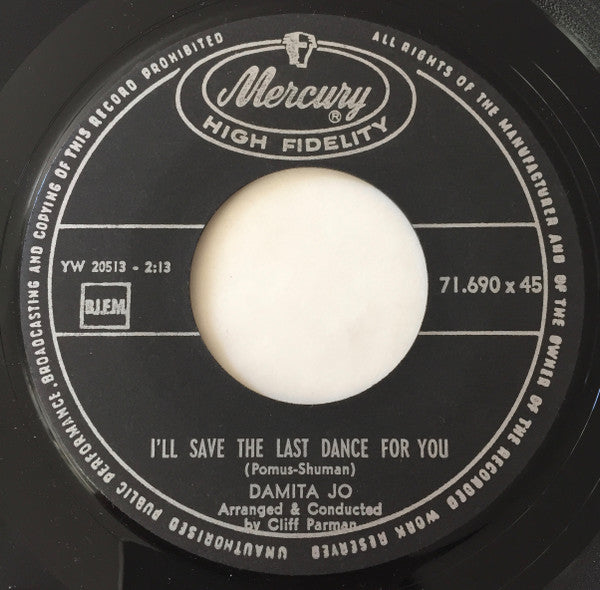 Mercury
®
HIGH FIDELITY
ALL RIGHTS OF THE MANUFACTURER AND OF THE OWNER OF THE RECORDED WORK RESERVED
UNAUTHORISED PUBLIC PERFORMANCE, BROADCASTING AND COPYING OF THIS RECORD PROHIBITED
YW 20513 - 2:13
B.I.E.M.
71.690 x 45
I'LL SAVE THE LAST DANCE FOR YOU
(Pomus-Shuman)
DAMITA JO
Arranged & Conducted
by Cliff Parman